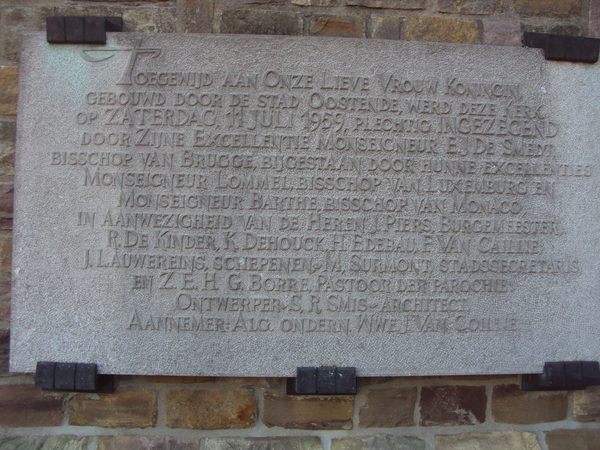 Toegewijd aan Onze Lieve Vrouw Koningin,
gebouwd door de stad Oostende, werd deze Kerk
op ZATERDAG 11 JULI 1959, plechtig INGEZEGEND
door Zijne Excellentie Monseigneur E.J. De Smedt
bisschop van Brugge, bijgestaan door hunne excellenties
Monseigneur Lommel, bisschop van Luxemburg en
Monseigneur Barthe, bisschop van Monaco,
in aanwezigheid van de Heren J. Piers, Burgemeester,
R. De Kinder, K. Dehouck, H. Edebau, F. Van Caillie,
J. Lauwereins, schepenen - M. Surmont, stadssecretaris
en Z.E.H. G. Borre, Pastoor der parochie.
Ontwerper - S.R. Smis - architect.
Aannemer: Alg. ondern. Wwe J. Van Coillie